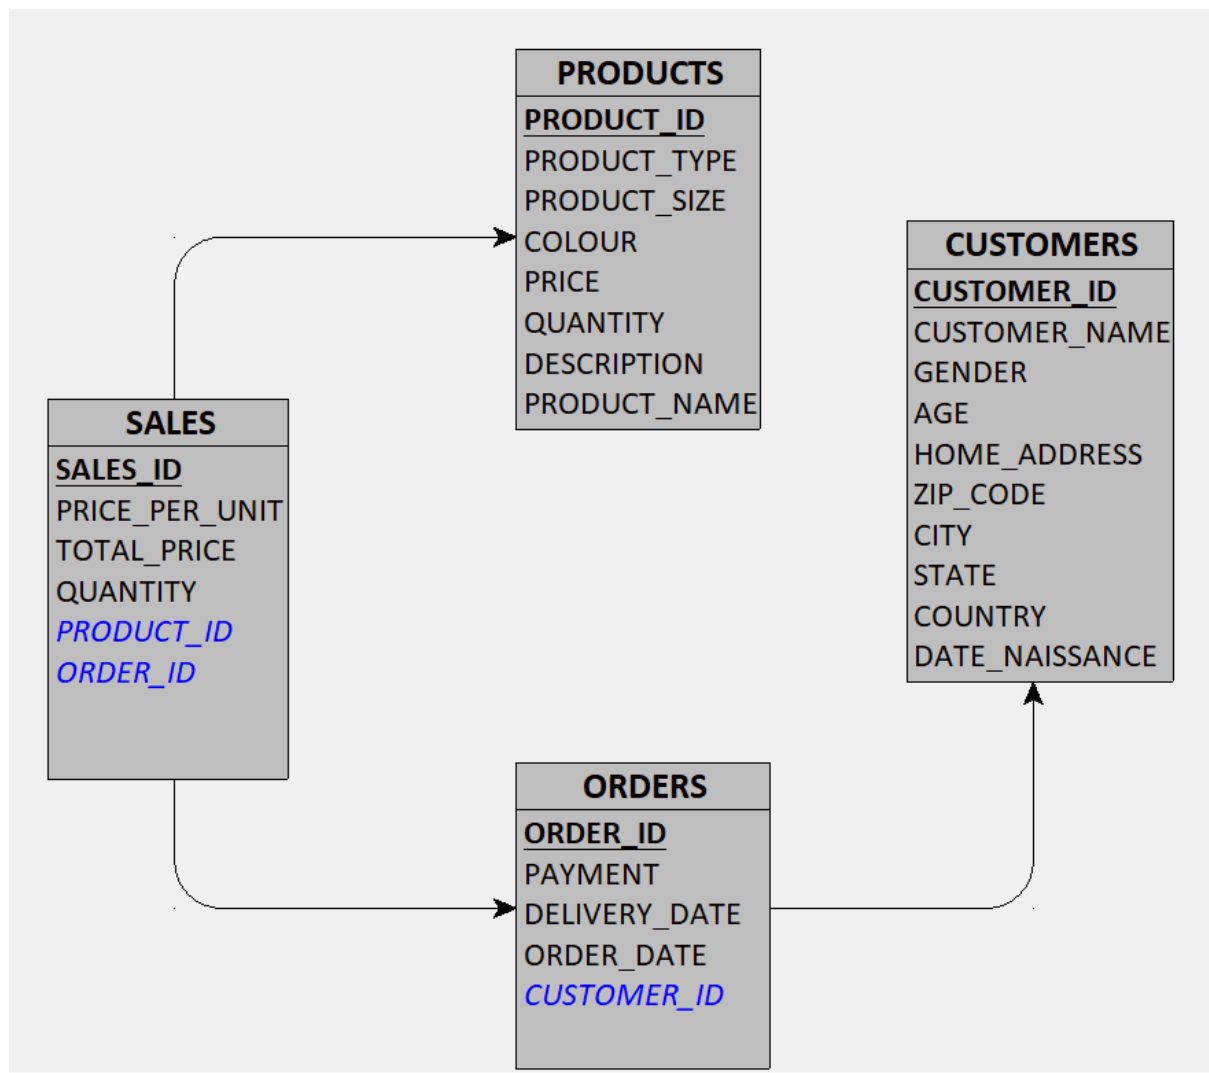 PRODUCTS
PRODUCT_ID
PRODUCT_TYPE
PRODUCT_SIZE
COLOUR
PRICE
QUANTITY
DESCRIPTION
PRODUCT_NAME
CUSTOMERS
CUSTOMER_ID
CUSTOMER_NAME
GENDER
AGE
HOME_ADDRESS
ZIP_CODE
CITY
STATE
COUNTRY
DATE_NAISSANCE
SALES
SALES_ID
PRICE_PER_UNIT
TOTAL_PRICE
QUANTITY
PRODUCT_ID
ORDER_ID
ORDERS
ORDER_ID
PAYMENT
DELIVERY_DATE
ORDER_DATE
CUSTOMER_ID